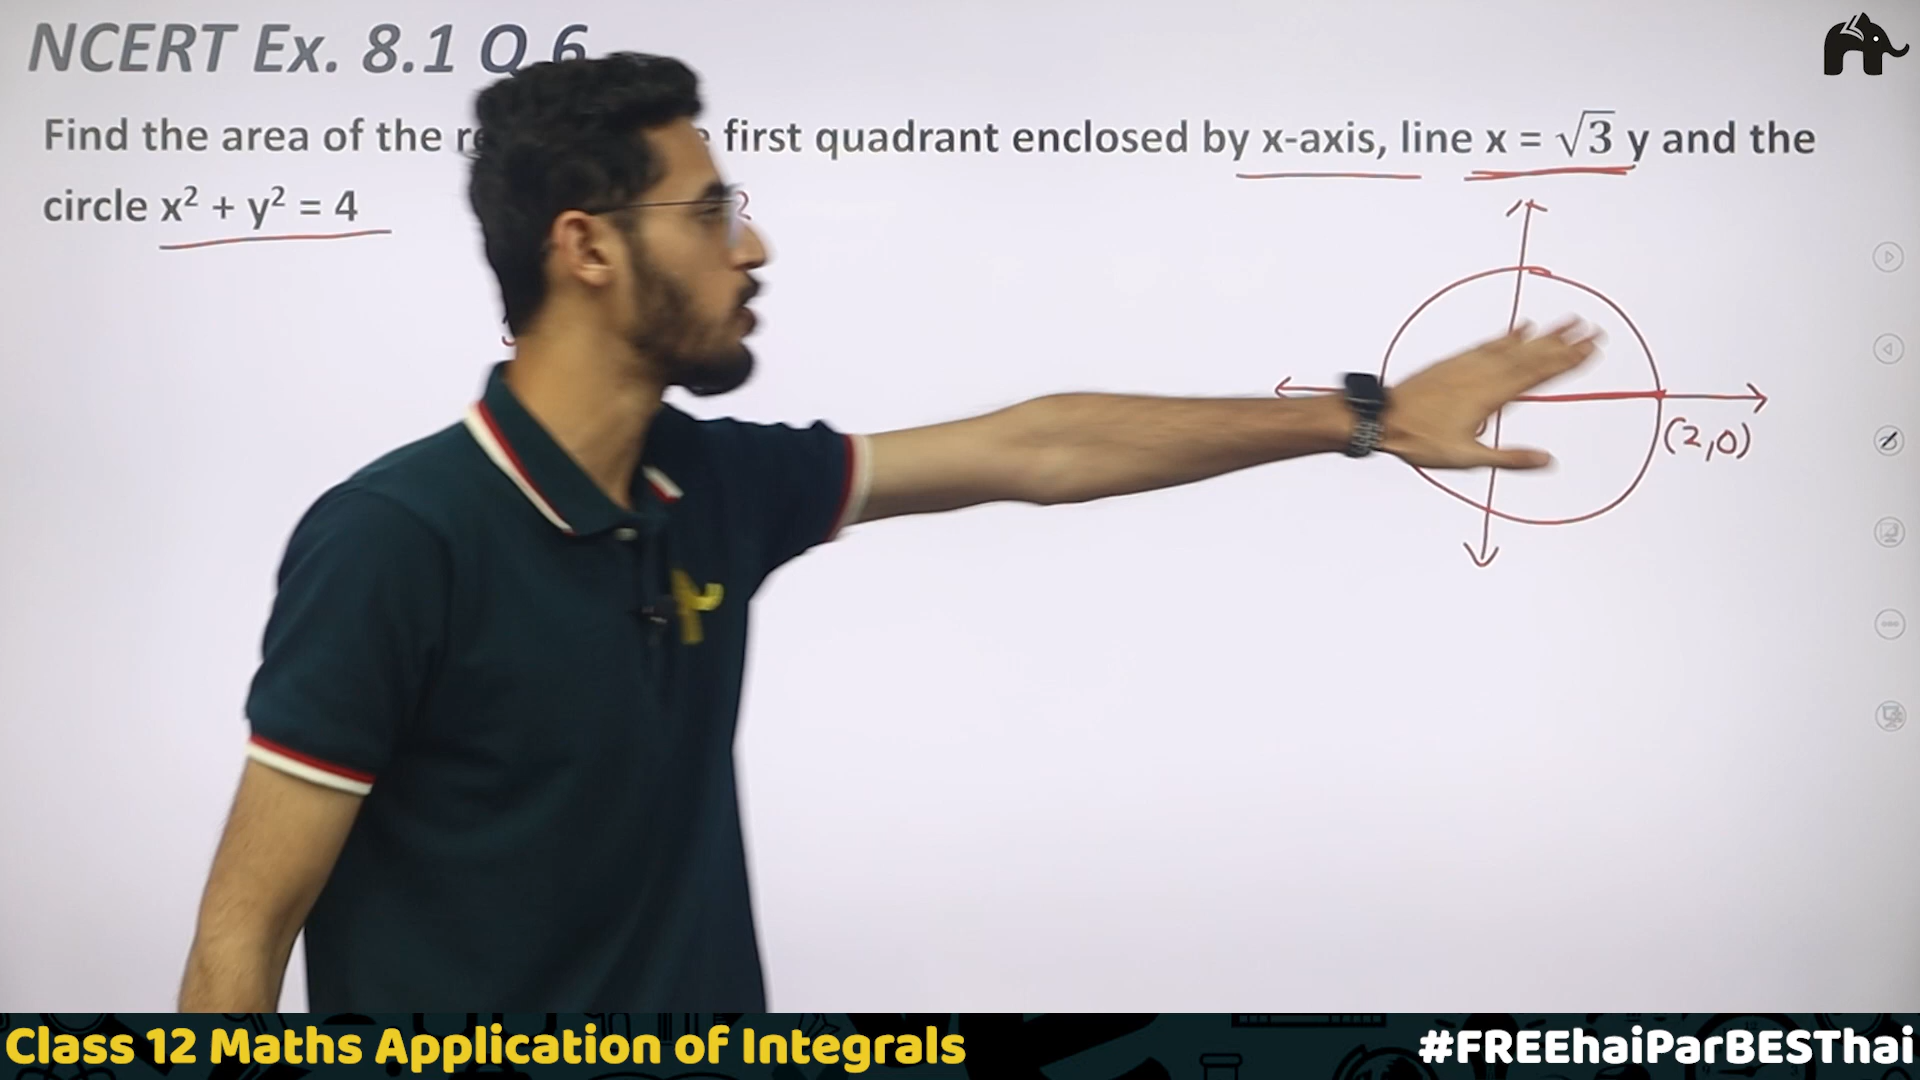 NCERT Ex. 8.1 Q 6
Find the area of the first quadrant enclosed by x-axis, line x = √3 y and the
circle x² + y² = 4
2
(2,0)
Class 12 Maths Application of Integrals
#FREEhaiParBESThai